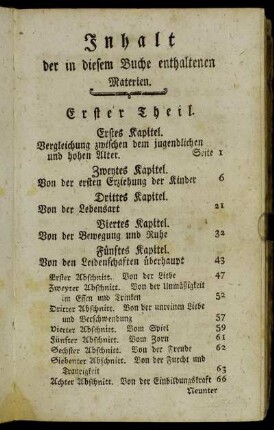 Inhalt
der in diesem Buche enthaltenen
Materien.
Erster Theil.
Erstes Kapitel.
Vergleichung zwischen dem jugendlichen
und hohen Alter. Seite 1
Zweytes Kapitel.
Von der ersten Erziehung der Kinder 6
Drittes Kapitel.
Von der Lebensart 21
Viertes Kapitel.
Von der Bewegung und Ruhe 32
Fünftes Kapitel.
Von den Leidenschaften überhaupt 43
Erster Abschnitt. Von der Liebe 47
Zweyter Abschnitt. Von der Unmäßigkeit
im Essen und Trinken 52
Dritter Abschnitt. Von der unreinen Liebe
und Verschwendung 57
Vierter Abschnitt. Vom Spiel 59
Fünfter Abschnitt. Vom Zorn 61
Sechster Abschnitt. Von der Freude 62
Siebenter Abschnitt. Von der Furcht und
Traurigkeit 63
Achter Abschnitt. Von der Einbildungskraft 66
Neunter